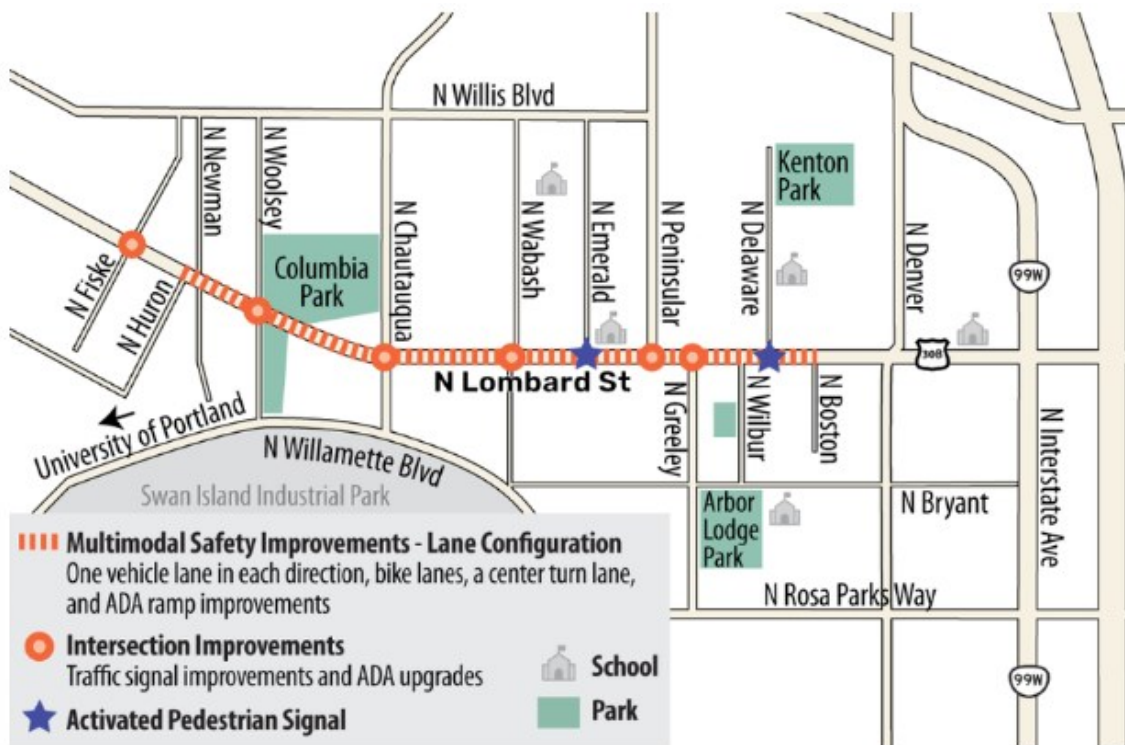 N Willis Blvd
N Newman
N Woolsey
N Chautauqua
N Wabash
N Emerald
N Peninsular
N Delaware
Kenton
Park
N Denver
99W
N Fiske
N Huron
Columbia
Park
N Lombard St
30B
University of Portland
N Willamette Blvd
N Greeley
N Wilbur
N Boston
N Interstate Ave
Swan Island Industrial Park
Arbor
Lodge
Park
N Bryant
N Rosa Parks Way
99W
Multimodal Safety Improvements - Lane Configuration
One vehicle lane in each direction, bike lanes, a center turn lane,
and ADA ramp improvements
Intersection Improvements
Traffic signal improvements and ADA upgrades
Activated Pedestrian Signal
School
Park